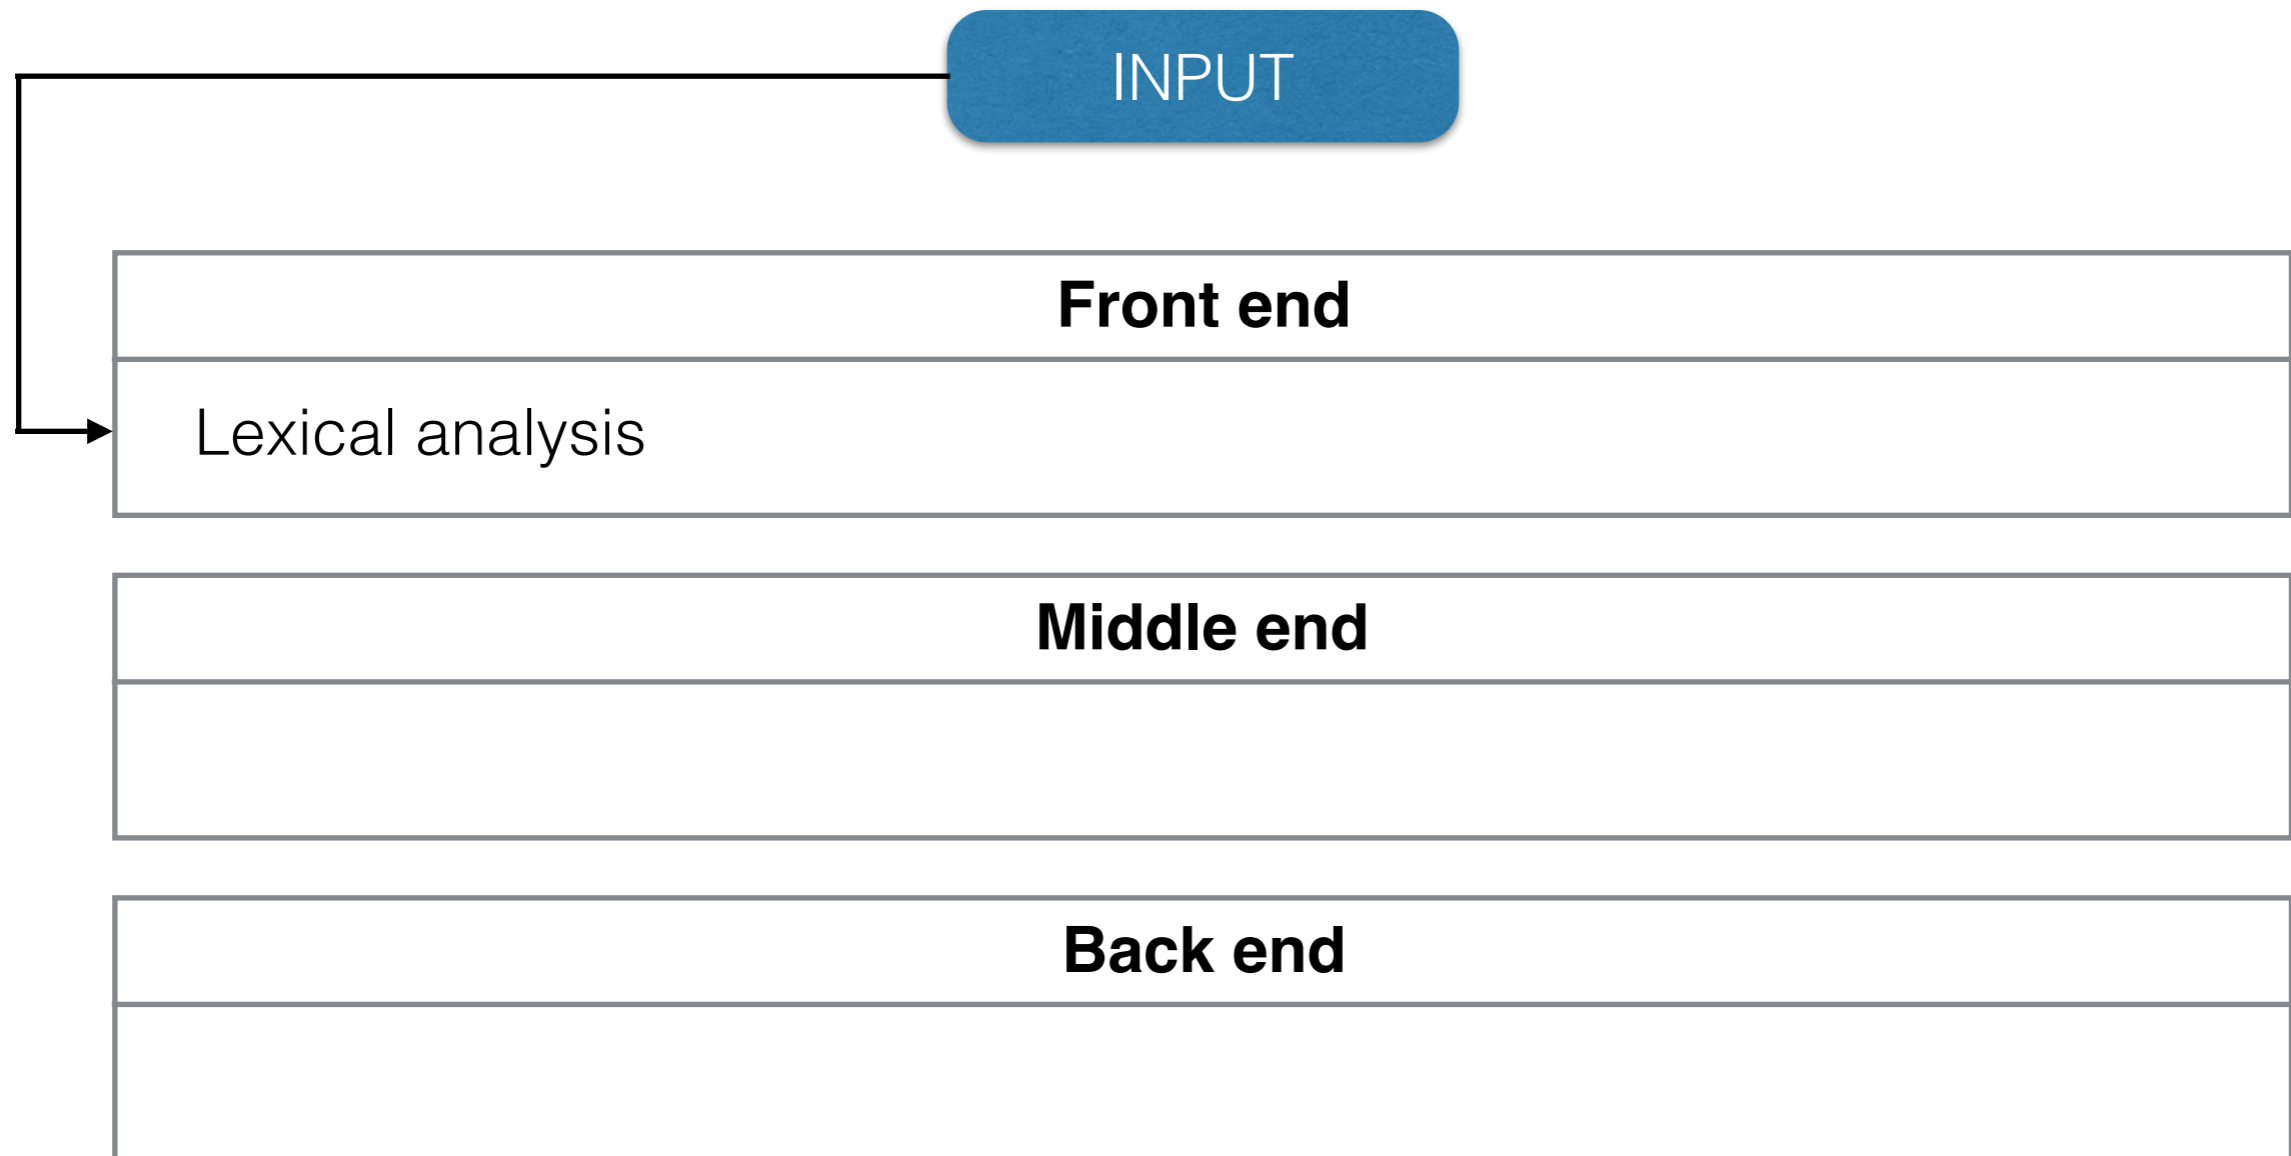 INPUT
Front end
Lexical analysis
Middle end
Back end